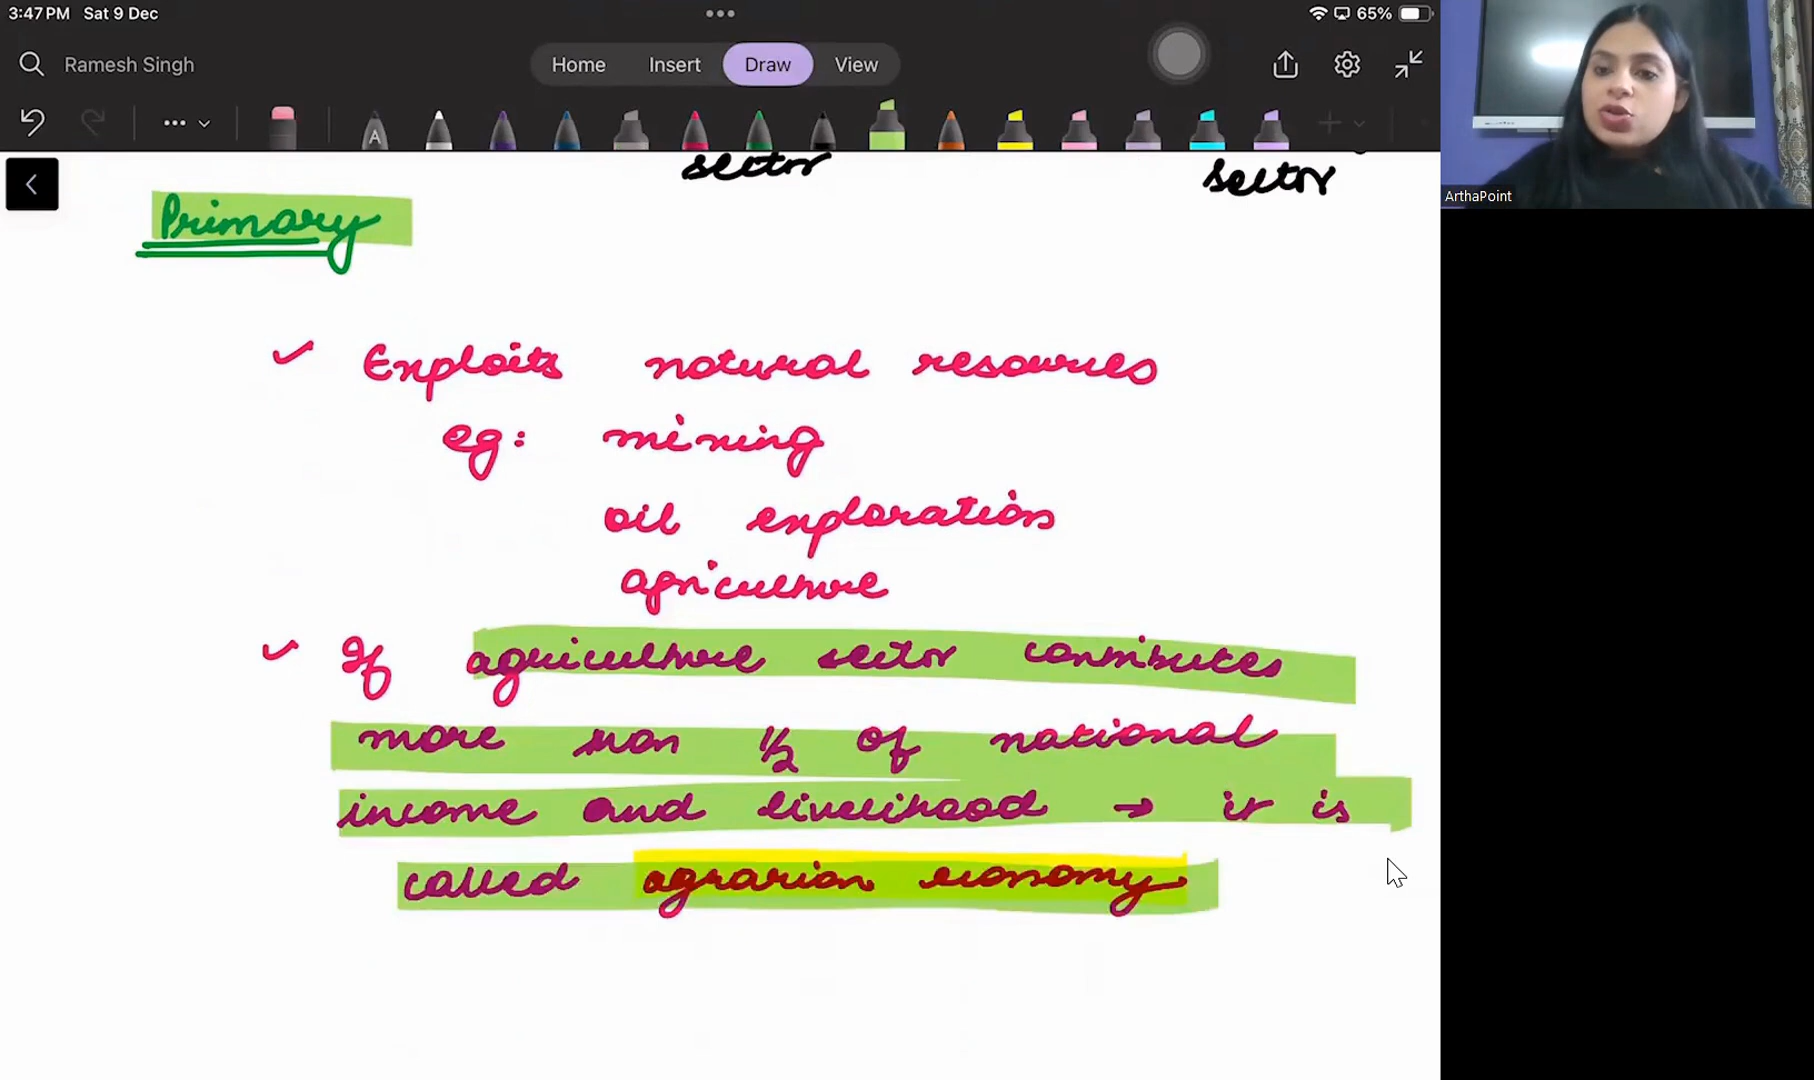 3:47 PM Sat 9 Dec
65%
Ramesh Singh
Home Insert Draw View
A
ArthaPoint
sector sector
Primary
Exploits natural resources
eg: mining
oil exploration
agriculture
If agriculture sector contributes
more than 1/2 of national
income and livelihood → it is
called agrarian economy